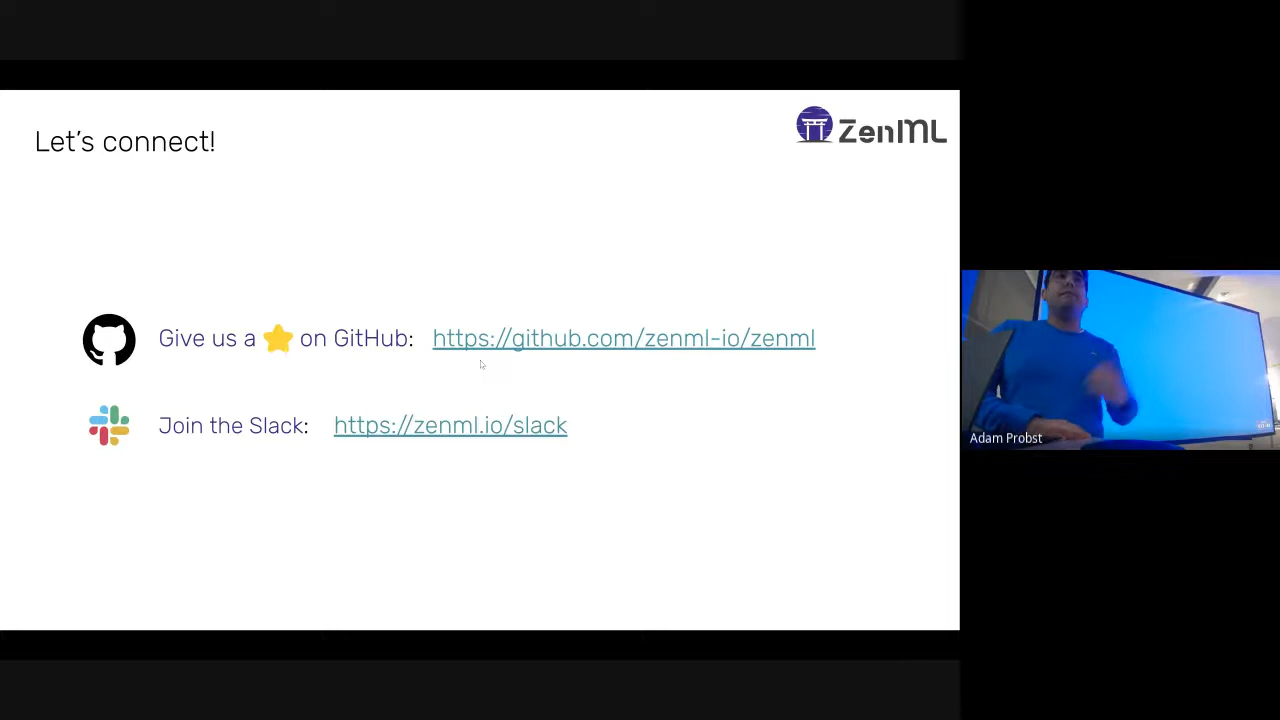 Let's connect!
ZenML
Give us a ⭐ on GitHub: https://github.com/zenml-io/zenml
Join the Slack: https://zenml.io/slack
Adam Probst